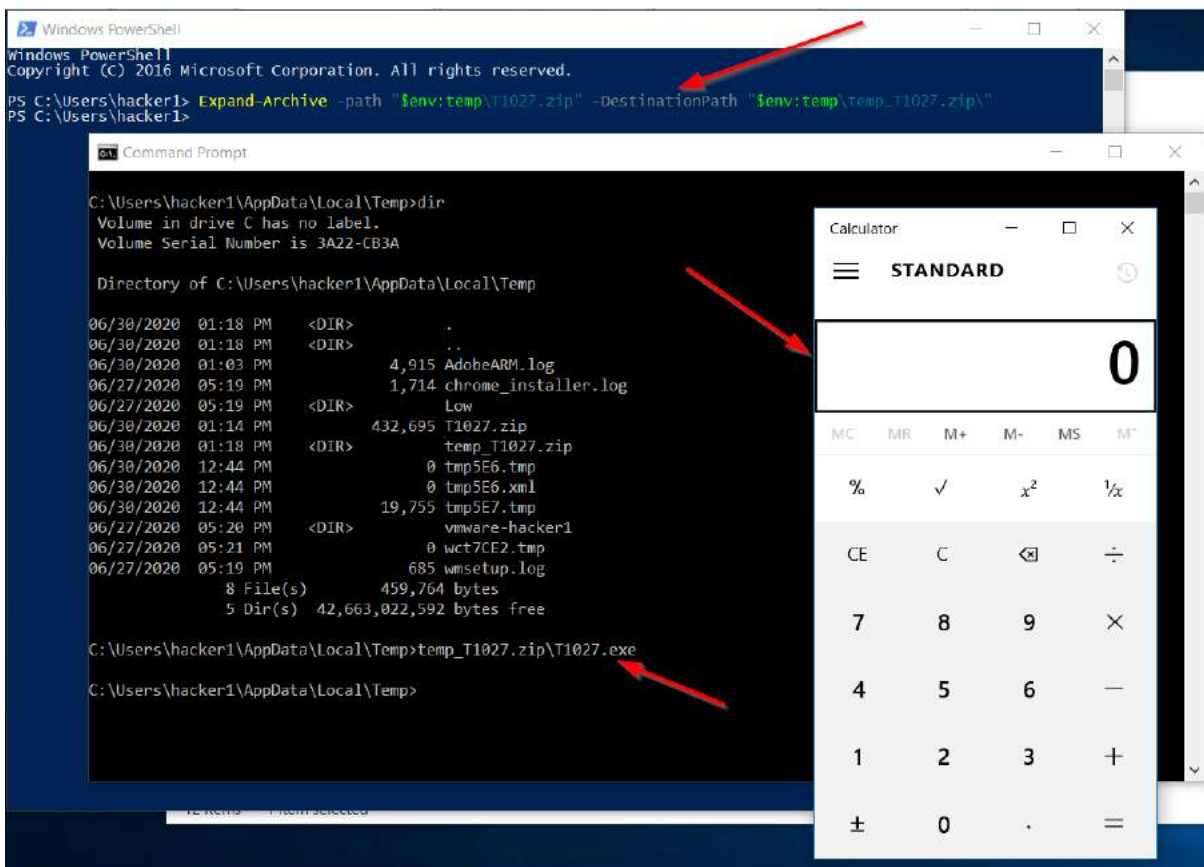 Windows PowerShell
Windows PowerShell
Copyright (C) 2016 Microsoft Corporation. All rights reserved.
PS C:\Users\hacker1> Expand-Archive -path "$env:temp\T1027.zip" -DestinationPath "$env:temp\temp_T1027.zip\"
PS C:\Users\hacker1>
Command Prompt
C:\Users\hacker1\AppData\Local\Temp>dir
Volume in drive C has no label.
Volume Serial Number is 3A22-CB3A
Directory of C:\Users\hacker1\AppData\Local\Temp
06/30/2020 01:18 PM <DIR> .
06/30/2020 01:18 PM <DIR> ..
06/30/2020 01:03 PM 4,915 AdobeARM.log
06/27/2020 05:19 PM 1,714 chrome_installer.log
06/27/2020 05:19 PM <DIR> Low
06/30/2020 01:14 PM 432,695 T1027.zip
06/30/2020 01:18 PM <DIR> temp_T1027.zip
06/30/2020 12:44 PM 0 tmp5E6.tmp
06/30/2020 12:44 PM 0 tmp5E6.xml
06/30/2020 12:44 PM 19,755 tmp5E7.tmp
06/27/2020 05:20 PM <DIR> vmware-hacker1
06/27/2020 05:21 PM 0 wct7CE2.tmp
06/27/2020 05:19 PM 685 wmsetup.log
8 File(s) 459,764 bytes
5 Dir(s) 42,663,022,592 bytes free
C:\Users\hacker1\AppData\Local\Temp>temp_T1027.zip\T1027.exe
C:\Users\hacker1\AppData\Local\Temp>
Calculator
STANDARD
0
MC MR M+ M- MS M˅
% √ x² ¹/x
CE C ⌫ ÷
7 8 9 ×
4 5 6 −
1 2 3 +
± 0 . =